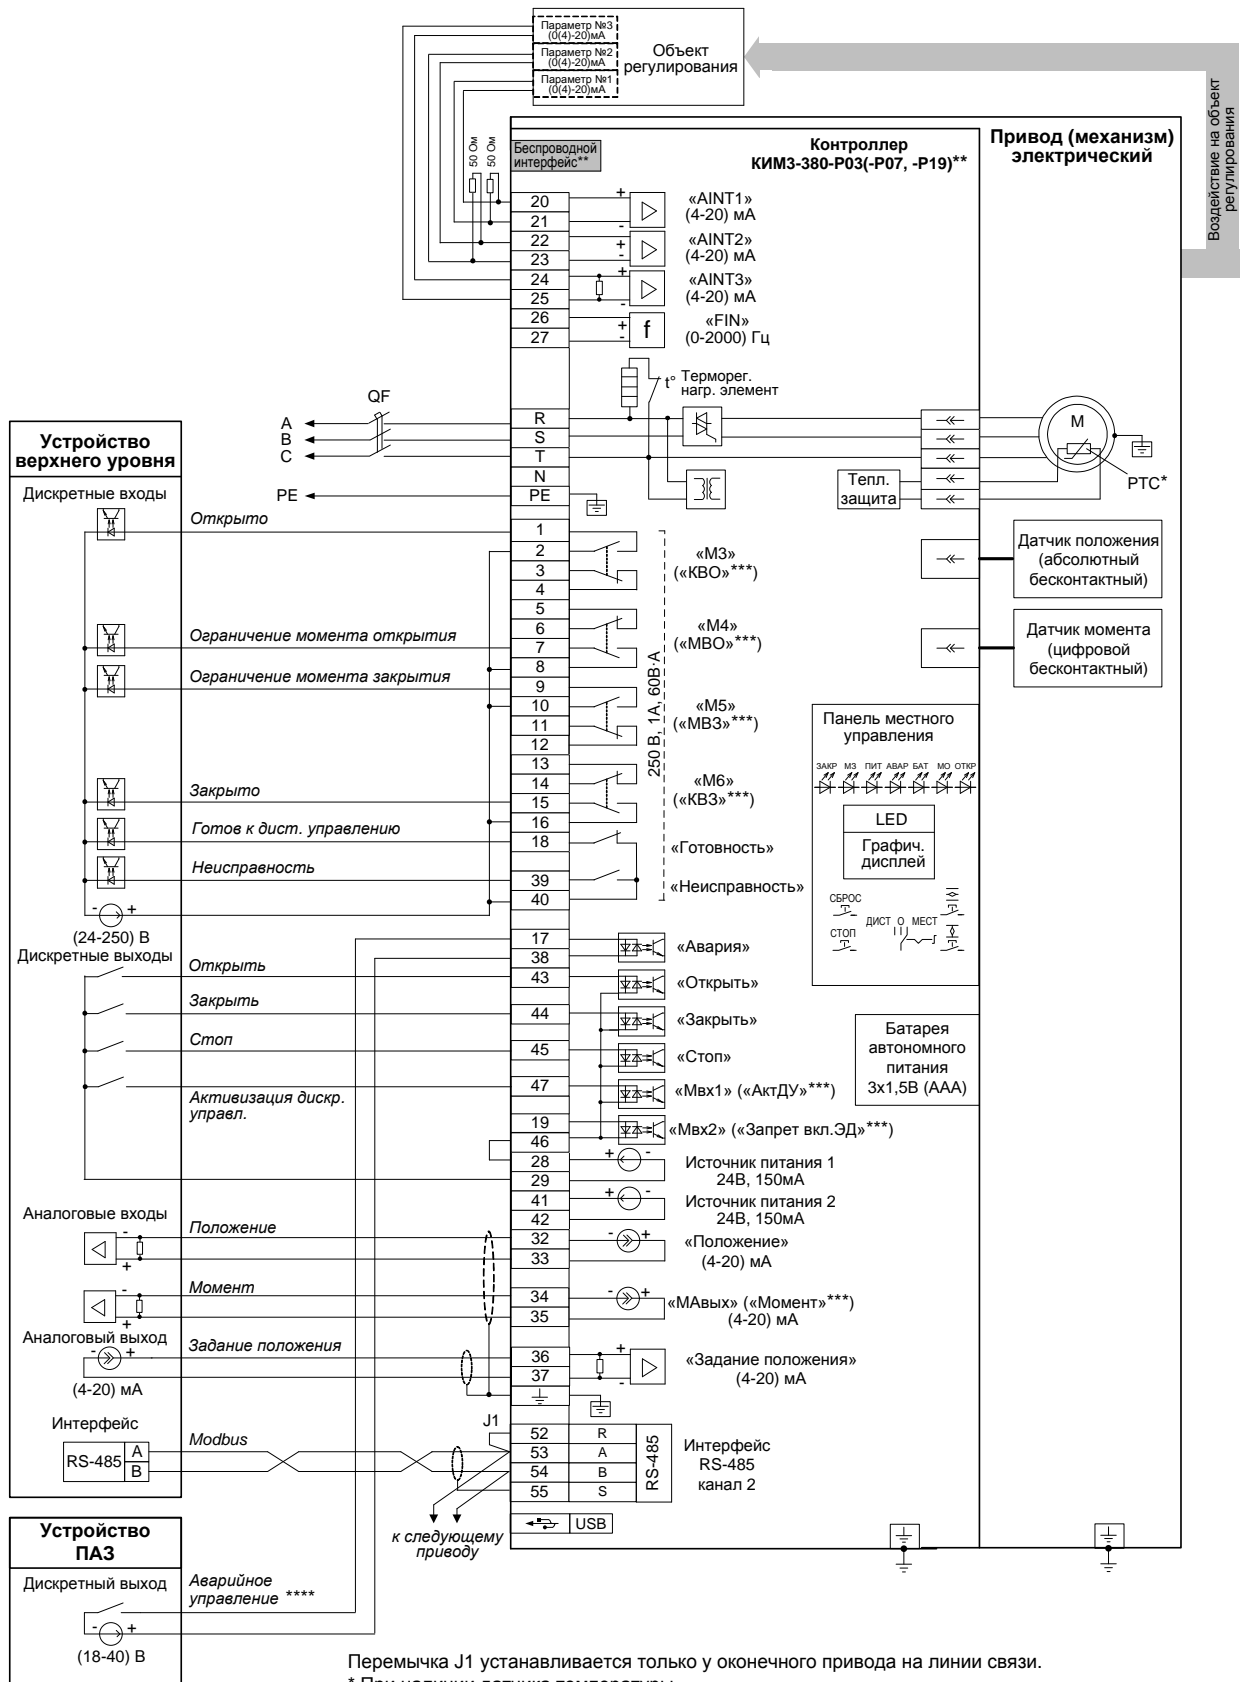 Параметр №3
(0(4)-20)мА
Параметр №2
(0(4)-20)мА
Параметр №1
(0(4)-20)мА
Объект
регулирования
Воздействие на объект
регулирования
50 Ом
50 Ом
Беспроводной
интерфейс**
Контроллер
КИМ3-380-Р03(-Р07, -Р19)**
Привод (механизм)
электрический
20
21
22
23
24
25
26
27
+
-
«AINT1»
(4-20) мА
+
-
«AINT2»
(4-20) мА
+
-
«AINT3»
(4-20) мА
+
-
f
«FIN»
(0-2000) Гц
t° Терморег.
нагр. элемент
QF
A
B
C
PE
R
S
T
N
PE
Тепл.
защита
M
PTC*
Устройство
верхнего уровня
Дискретные входы
Открыто
1
2
3
4
«М3»
(«КВО»***)
Датчик положения
(абсолютный
бесконтактный)
5
6
7
8
Ограничение момента открытия
«М4»
(«МВО»***)
Датчик момента
(цифровой
бесконтактный)
Ограничение момента закрытия
9
10
11
12
«М5»
(«МВЗ»***)
250 В, 1А, 60В·А
13
14
15
16
Закрыто
«М6»
(«КВЗ»***)
Готов к дист. управлению
18
«Готовность»
Неисправность
39
40
«Неисправность»
Панель местного
управления
ЗАКР МЗ ПИТ АВАР БАТ МО ОТКР
LED
Графич.
дисплей
СБРОС
СТОП
ДИСТ О МЕСТ
- +
(24-250) В
Дискретные выходы
17
38
«Авария»
Открыть
43
«Открыть»
Закрыть
44
«Закрыть»
Стоп
45
«Стоп»
Активизация дискр.
управл.
47
«Мвх1» («АктДУ»***)
19
46
«Мвх2» («Запрет вкл.ЭД»***)
Батарея
автономного
питания
3х1,5В (ААА)
28
29
+ -
Источник питания 1
24В, 150мА
41
42
+ -
Источник питания 2
24В, 150мА
Аналоговые входы
-
+
Положение
32
33
- +
«Положение»
(4-20) мА
-
+
Момент
34
35
- +
«МАвых» («Момент»***)
(4-20) мА
Аналоговый выход
- +
(4-20) мА
Задание положения
36
37
+
-
«Задание положения»
(4-20) мА
Интерфейс
RS-485
A
B
Modbus
J1
52
53
54
55
R
A
B
S
RS-485
Интерфейс
RS-485
канал 2
USB
к следующему
приводу
Устройство
ПАЗ
Дискретный выход
- +
(18-40) В
Аварийное
управление ****
Перемычка J1 устанавливается только у оконечного привода на линии связи.